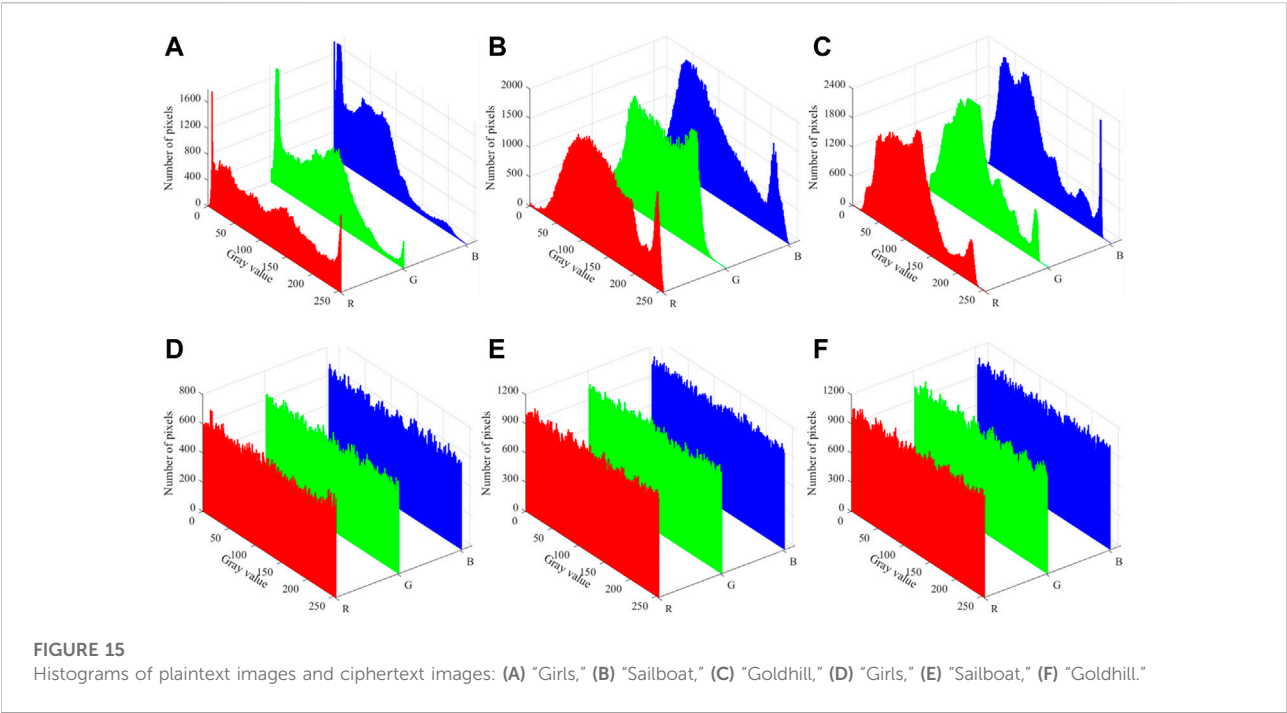 A
B
C
Number of pixels
1600
1200
800
400
0
50
100
150
200
250
Gray value
R
G
B
Number of pixels
2000
1500
1000
500
0
0
50
100
150
200
250
Gray value
R
G
B
Number of pixels
2400
1800
1200
600
0
0
50
100
150
200
250
Gray value
R
G
B
D
E
F
Number of pixels
800
600
400
200
0
0
50
100
150
200
250
Gray value
R
G
B
Number of pixels
1200
900
600
300
0
0
50
100
150
200
250
Gray value
R
G
B
Number of pixels
1200
900
600
300
0
0
50
100
150
200
250
Gray value
R
G
B
FIGURE 15
Histograms of plaintext images and ciphertext images: (A) “Girls,” (B) “Sailboat,” (C) “Goldhill,” (D) “Girls,” (E) “Sailboat,” (F) “Goldhill.”